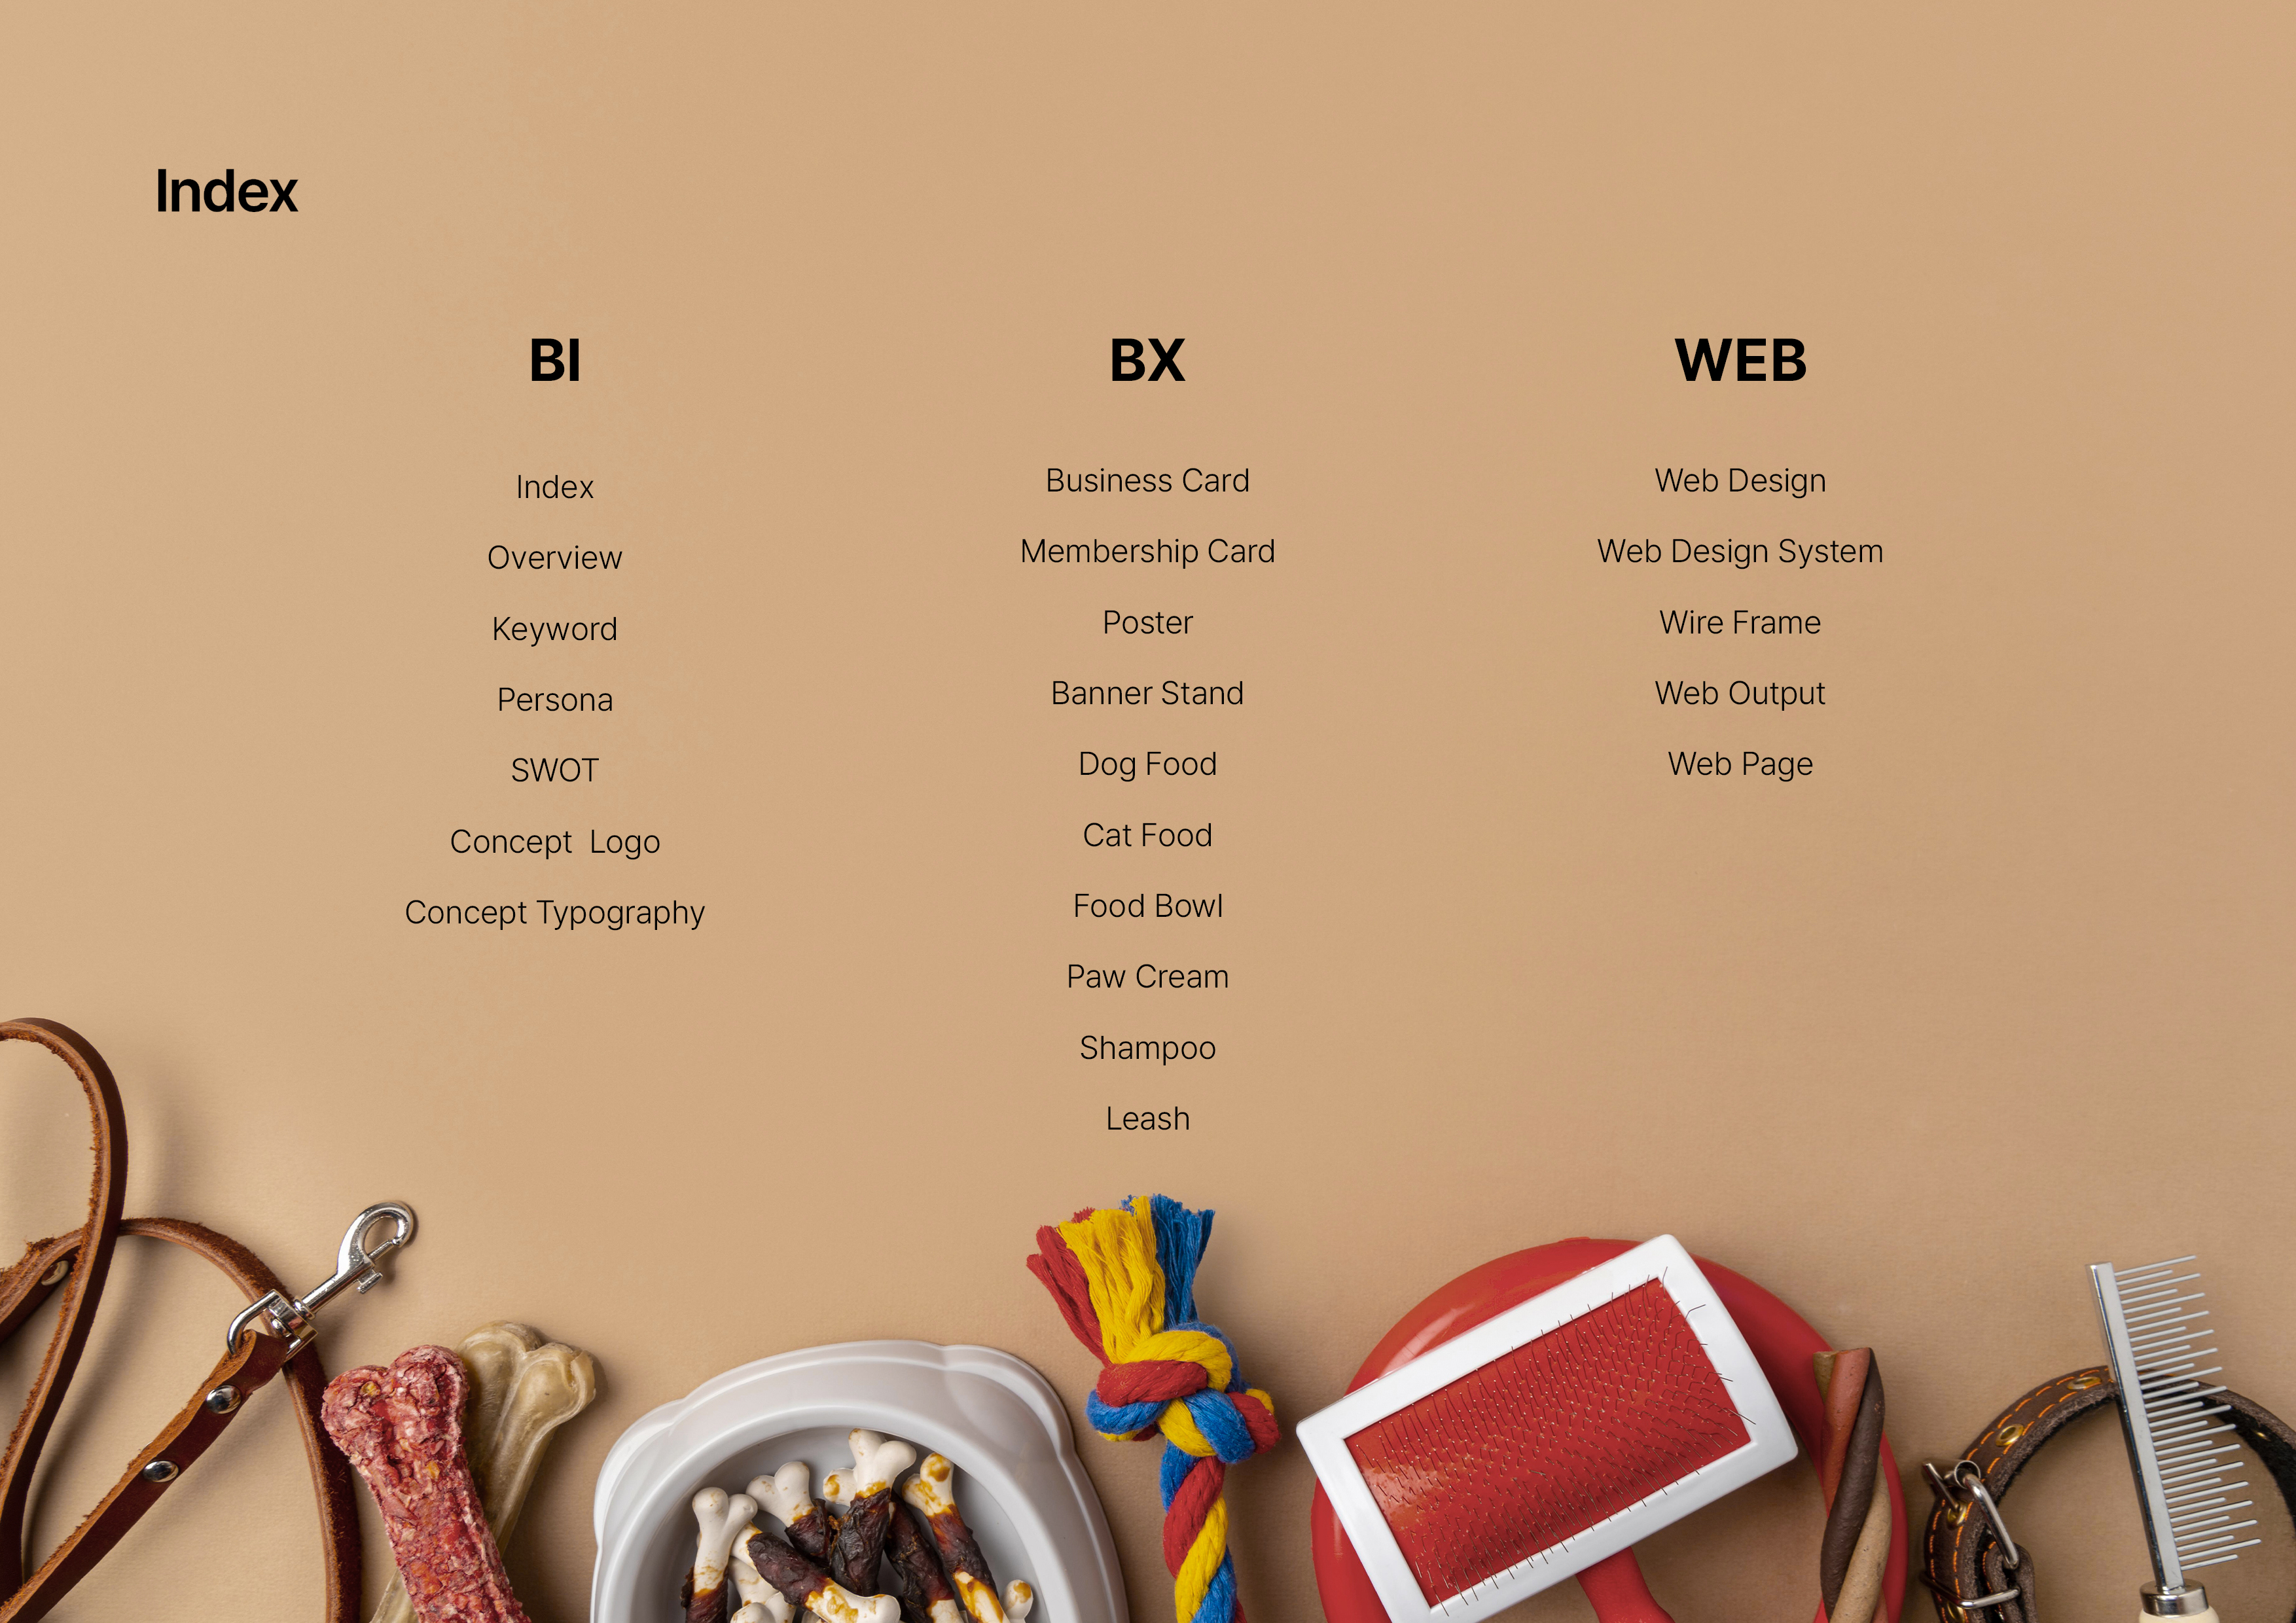 Index
BI
Index
Overview
Keyword
Persona
SWOT
Concept  Logo
Concept Typography
BX
Business Card
Membership Card
Poster
Banner Stand
Dog Food
Cat Food
Food Bowl
Paw Cream
Shampoo
Leash
WEB
Web Design
Web Design System
Wire Frame
Web Output
Web Page